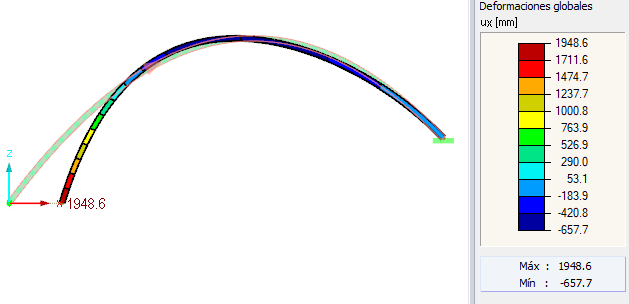 Deformaciones globales
ux [mm]
1948.6
1711.6
1474.7
1237.7
1000.8
763.9
526.9
290.0
53.1
-183.9
-420.8
-657.7
Máx : 1948.6
Mín : -657.7
z
x 1948.6